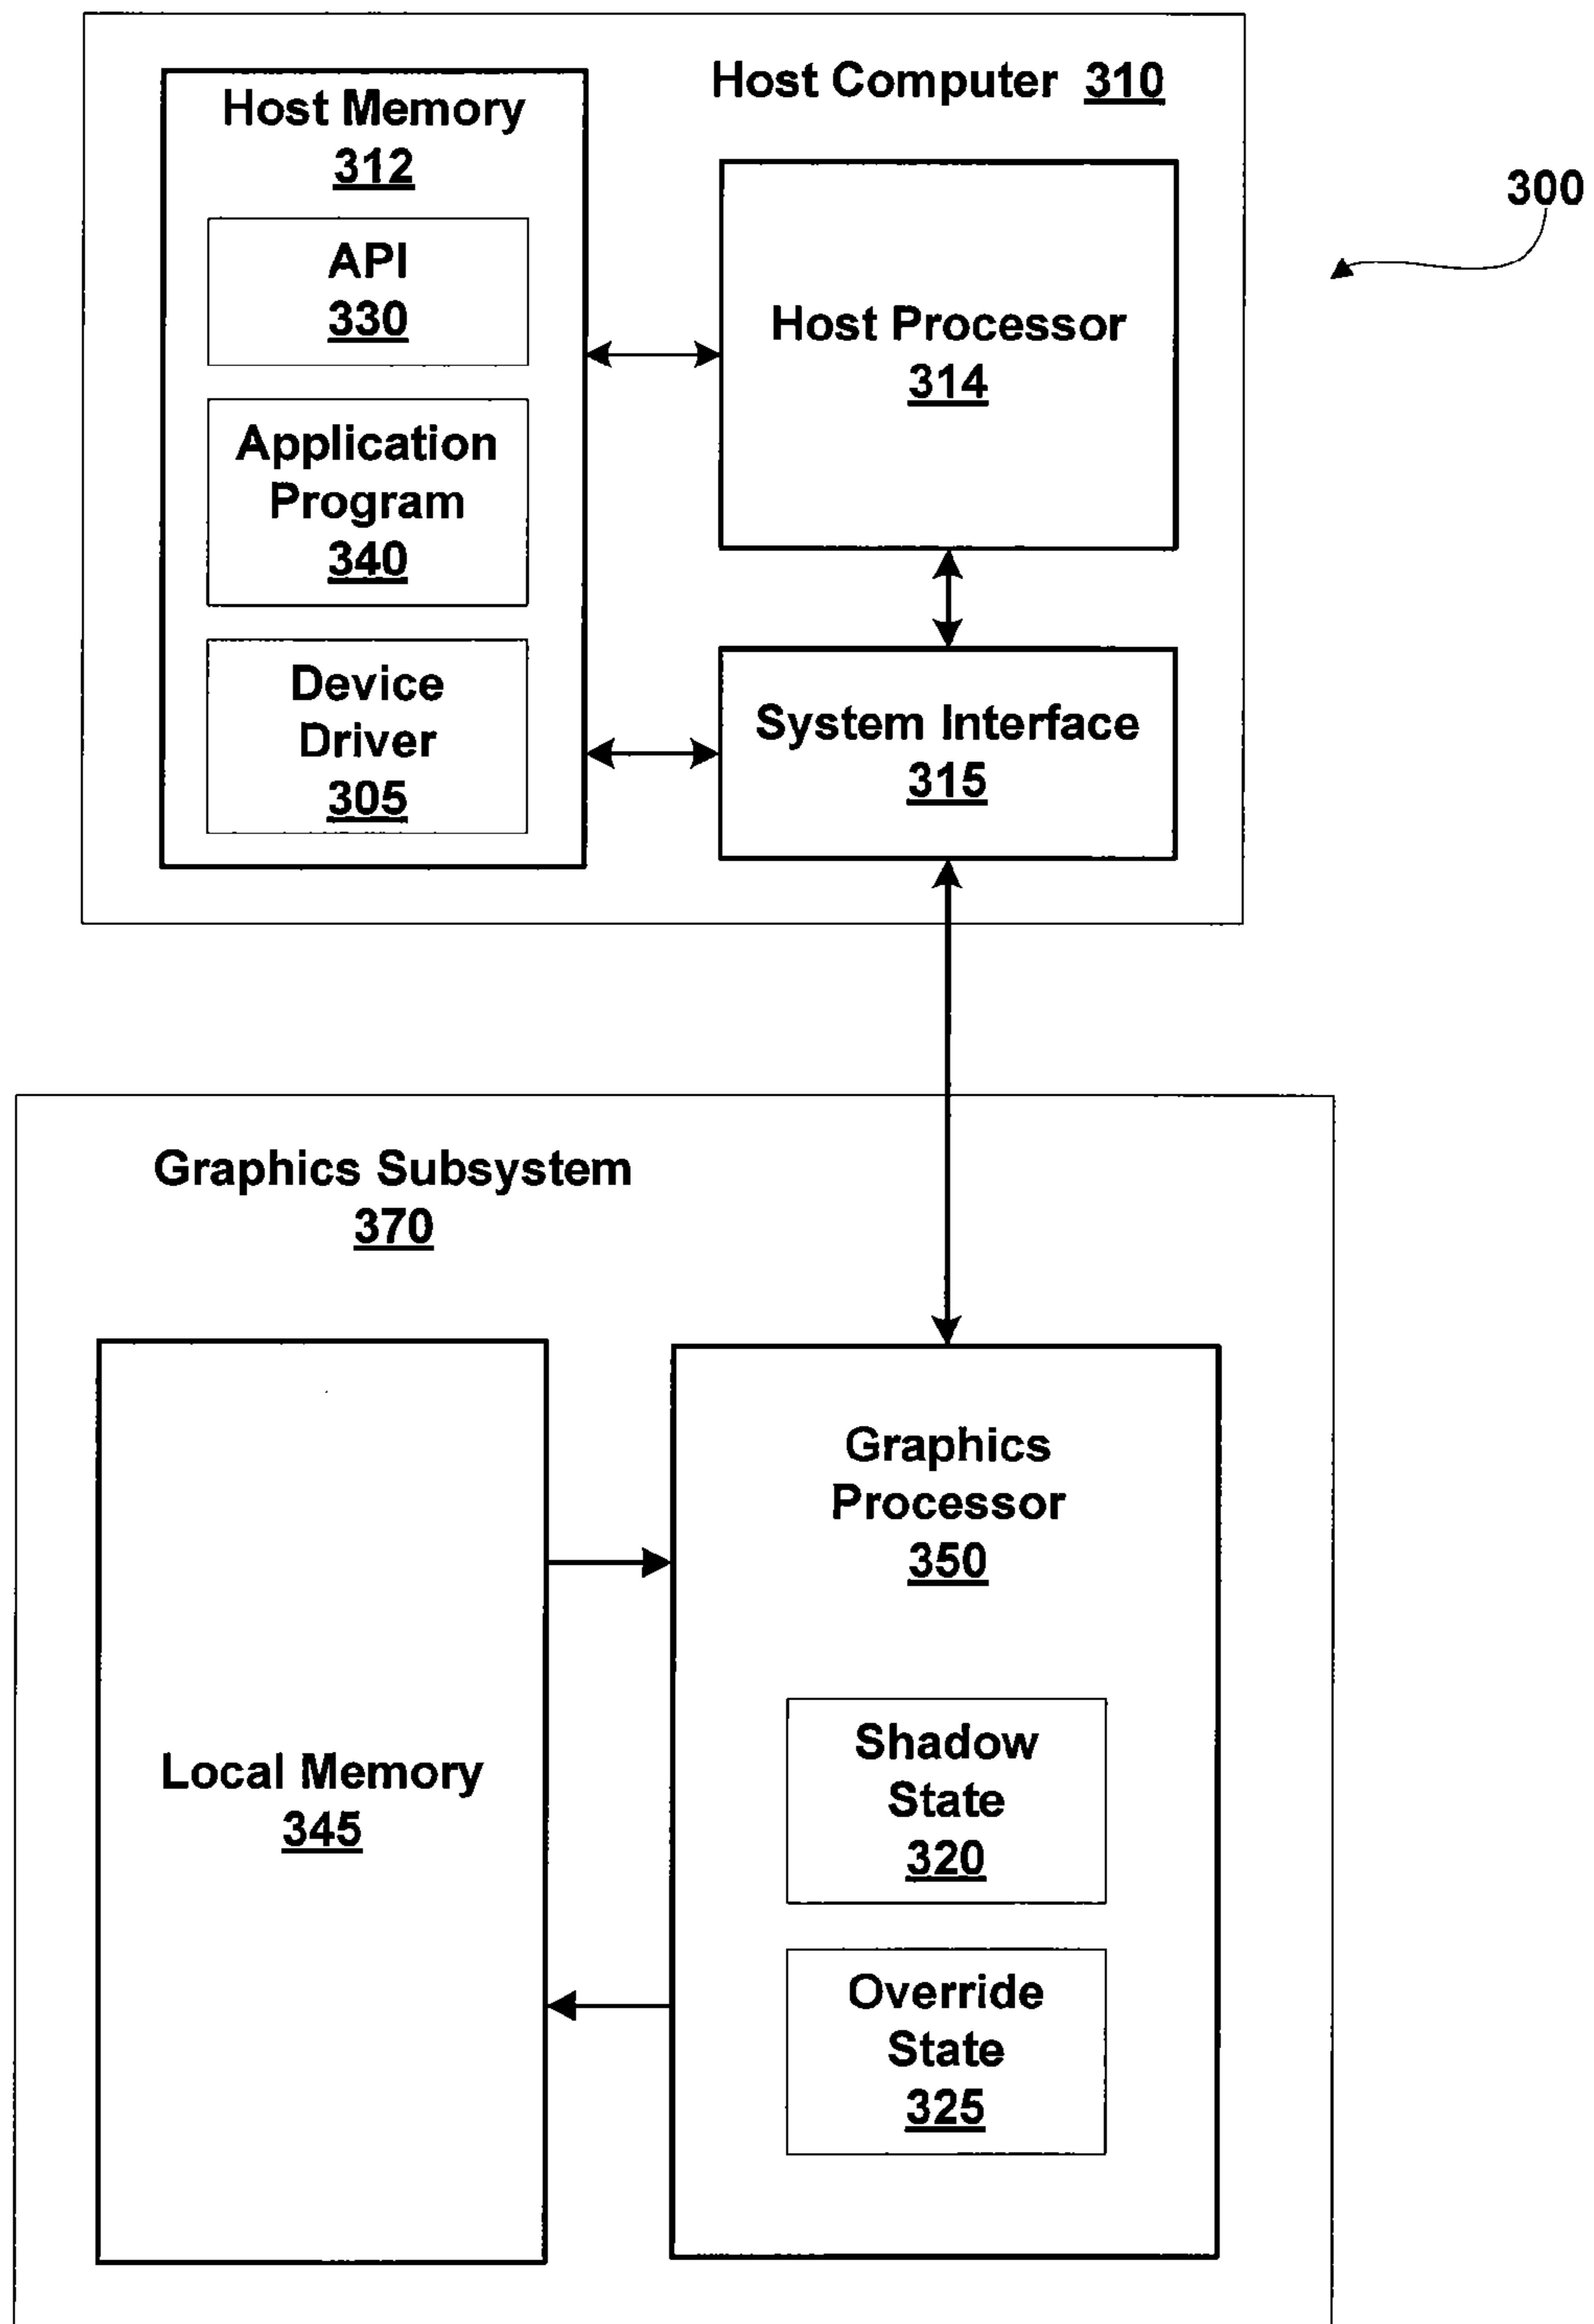 Host Computer 310
Host Memory
312
API
330
Application
Program
340
Device
Driver
305
Host Processor
314
System Interface
315
300
Graphics Subsystem
370
Local Memory
345
Graphics
Processor
350
Shadow
State
320
Override
State
325